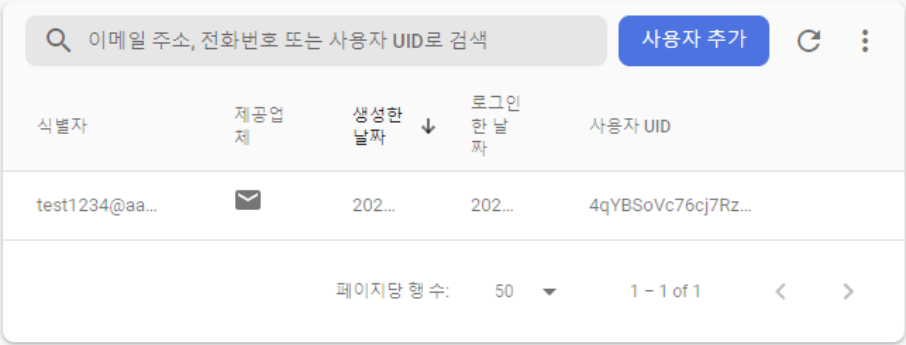 이메일 주소, 전화번호 또는 사용자 UID로 검색
사용자 추가
식별자
제공업
체
생성한
날짜
로그인
한 날
짜
사용자 UID
test1234@aa...
202...
202...
4qYBSoVc76cj7Rz...
페이지당 행 수:
50
1 – 1 of 1